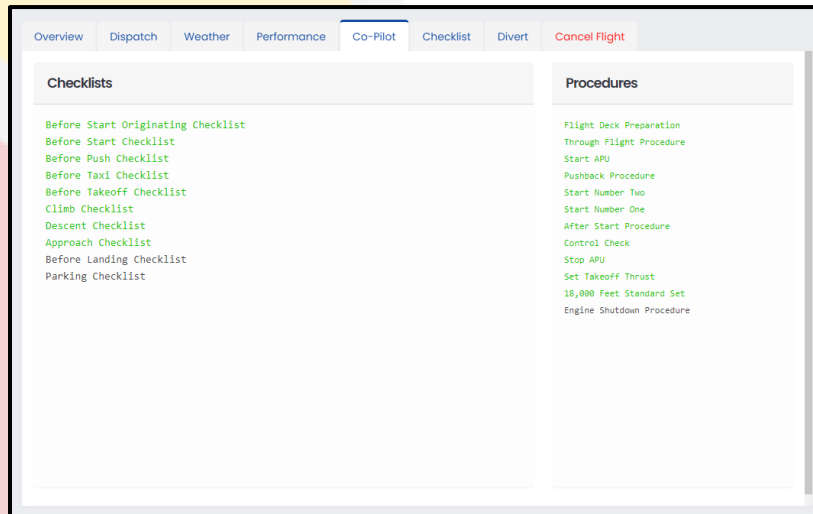 Overview Dispatch Weather Performance Co-Pilot Checklist Divert Cancel Flight
Checklists
Before Start Originating Checklist
Before Start Checklist
Before Push Checklist
Before Taxi Checklist
Before Takeoff Checklist
Climb Checklist
Descent Checklist
Approach Checklist
Before Landing Checklist
Parking Checklist
Procedures
Flight Deck Preparation
Through Flight Procedure
Start APU
Pushback Procedure
Start Number Two
Start Number One
After Start Procedure
Control Check
Stop APU
Set Takeoff Thrust
18,000 Feet Standard Set
Engine Shutdown Procedure